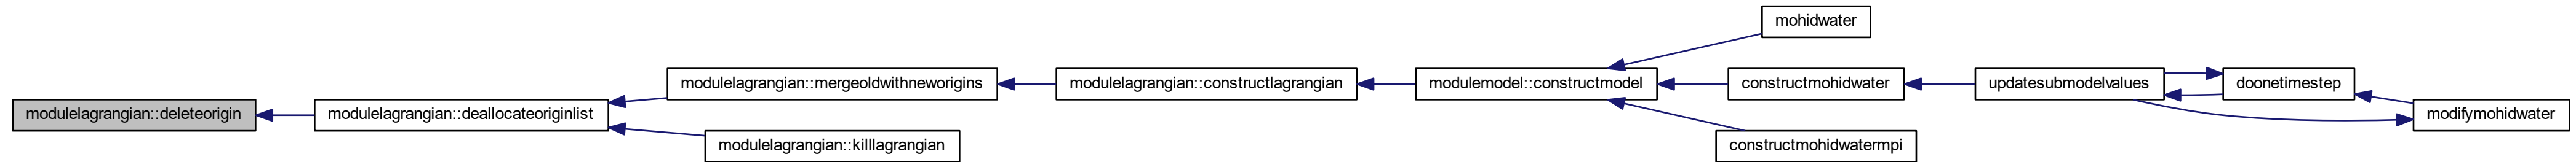 mohidwater
modulelagrangian::mergeoldwithneworigins
modulelagrangian::constructlagrangian
modulemodel::constructmodel
constructmohidwater
updatesubmodelvalues
doonetimestep
modulelagrangian::deleteorigin
modulelagrangian::deallocateoriginlist
modifymohidwater
modulelagrangian::killlagrangian
constructmohidwatermpi